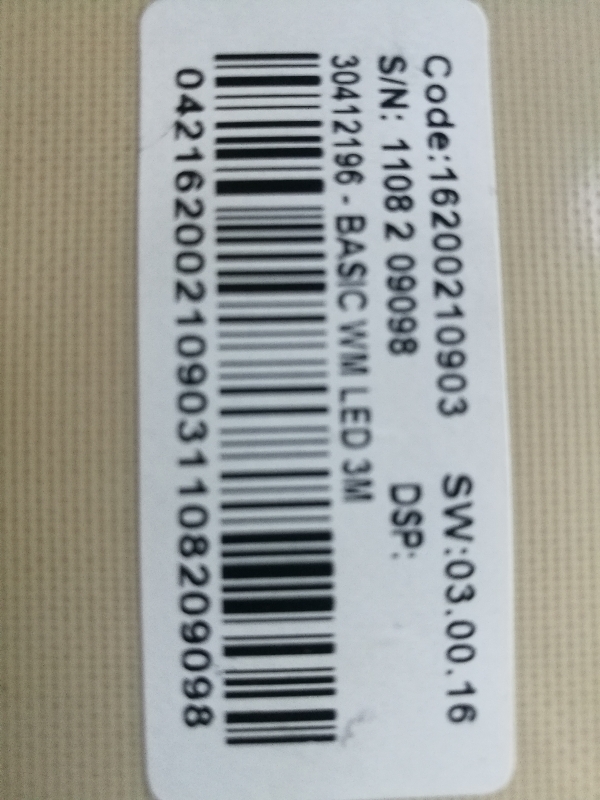 Code:16200210903 SW:03.00.16
S/N: 1108 2 09098 DSP:
30412196 - BASIC WM LED 3M
042162002109031108209098